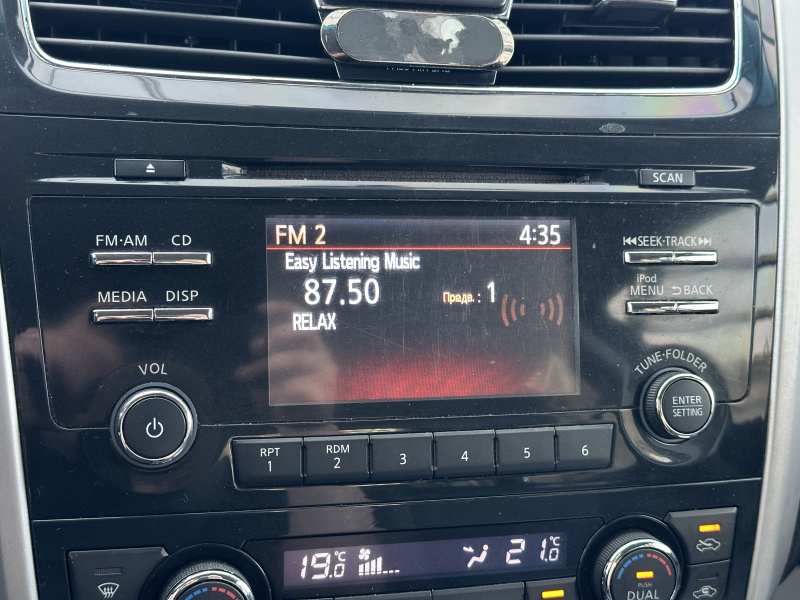 SCAN
FM·AM CD
MEDIA DISP
VOL
FM 2 4:35
Easy Listening Music
87.50 Предв.: 1
RELAX
SEEK·TRACK
iPod
MENU BACK
TUNE·FOLDER
ENTER
SETTING
RPT
1
RDM
2
3
4
5
6
19.0°C
21.0°C
PUSH
DUAL